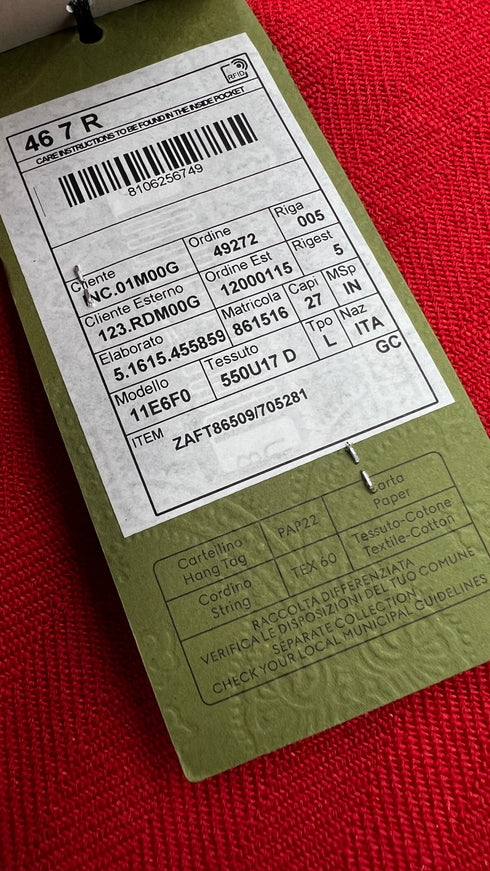 RFID
46 7 R
CARE INSTRUCTIONS TO BE FOUND IN THE INSIDE POCKET
8106256749
Cliente Ordine Riga
NC.01M00G 49272 005
Cliente Esterno Ordine Est Rigest
123.RDM00G 12000115 5
Elaborato Matricola Capi MSp
5.1615.455859 861516 27 IN
Modello Tessuto Tpo Naz
11E6F0 550U17 D L ITA
GC
ITEM ZAFT86509/705281
Cartellino PAP22 Carta
Hang Tag Paper
Cordino TEX 60 Tessuto-Cotone
String Textile-Cotton
RACCOLTA DIFFERENZIATA
VERIFICA LE DISPOSIZIONI DEL TUO COMUNE
SEPARATE COLLECTION
CHECK YOUR LOCAL MUNICIPAL GUIDELINES